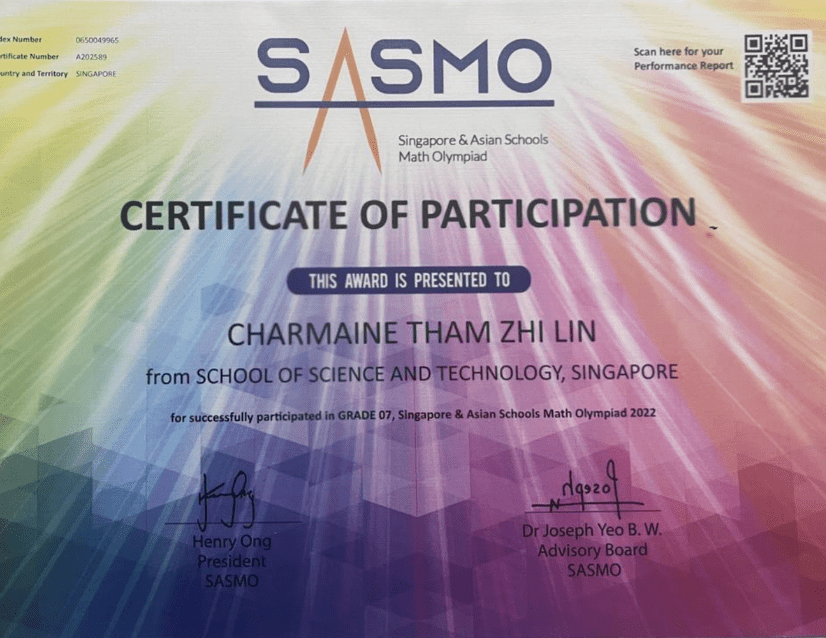 dex Number 0650049965
rtificate Number A202589
untry and Territory SINGAPORE
SASMO
Scan here for your
Performance Report
Singapore & Asian Schools
Math Olympiad
CERTIFICATE OF PARTICIPATION
THIS AWARD IS PRESENTED TO
CHARMAINE THAM ZHI LIN
from SCHOOL OF SCIENCE AND TECHNOLOGY, SINGAPORE
for successfully participated in GRADE 07, Singapore & Asian Schools Math Olympiad 2022
Henry Ong
President
SASMO
Dr Joseph Yeo B. W.
Advisory Board
SASMO